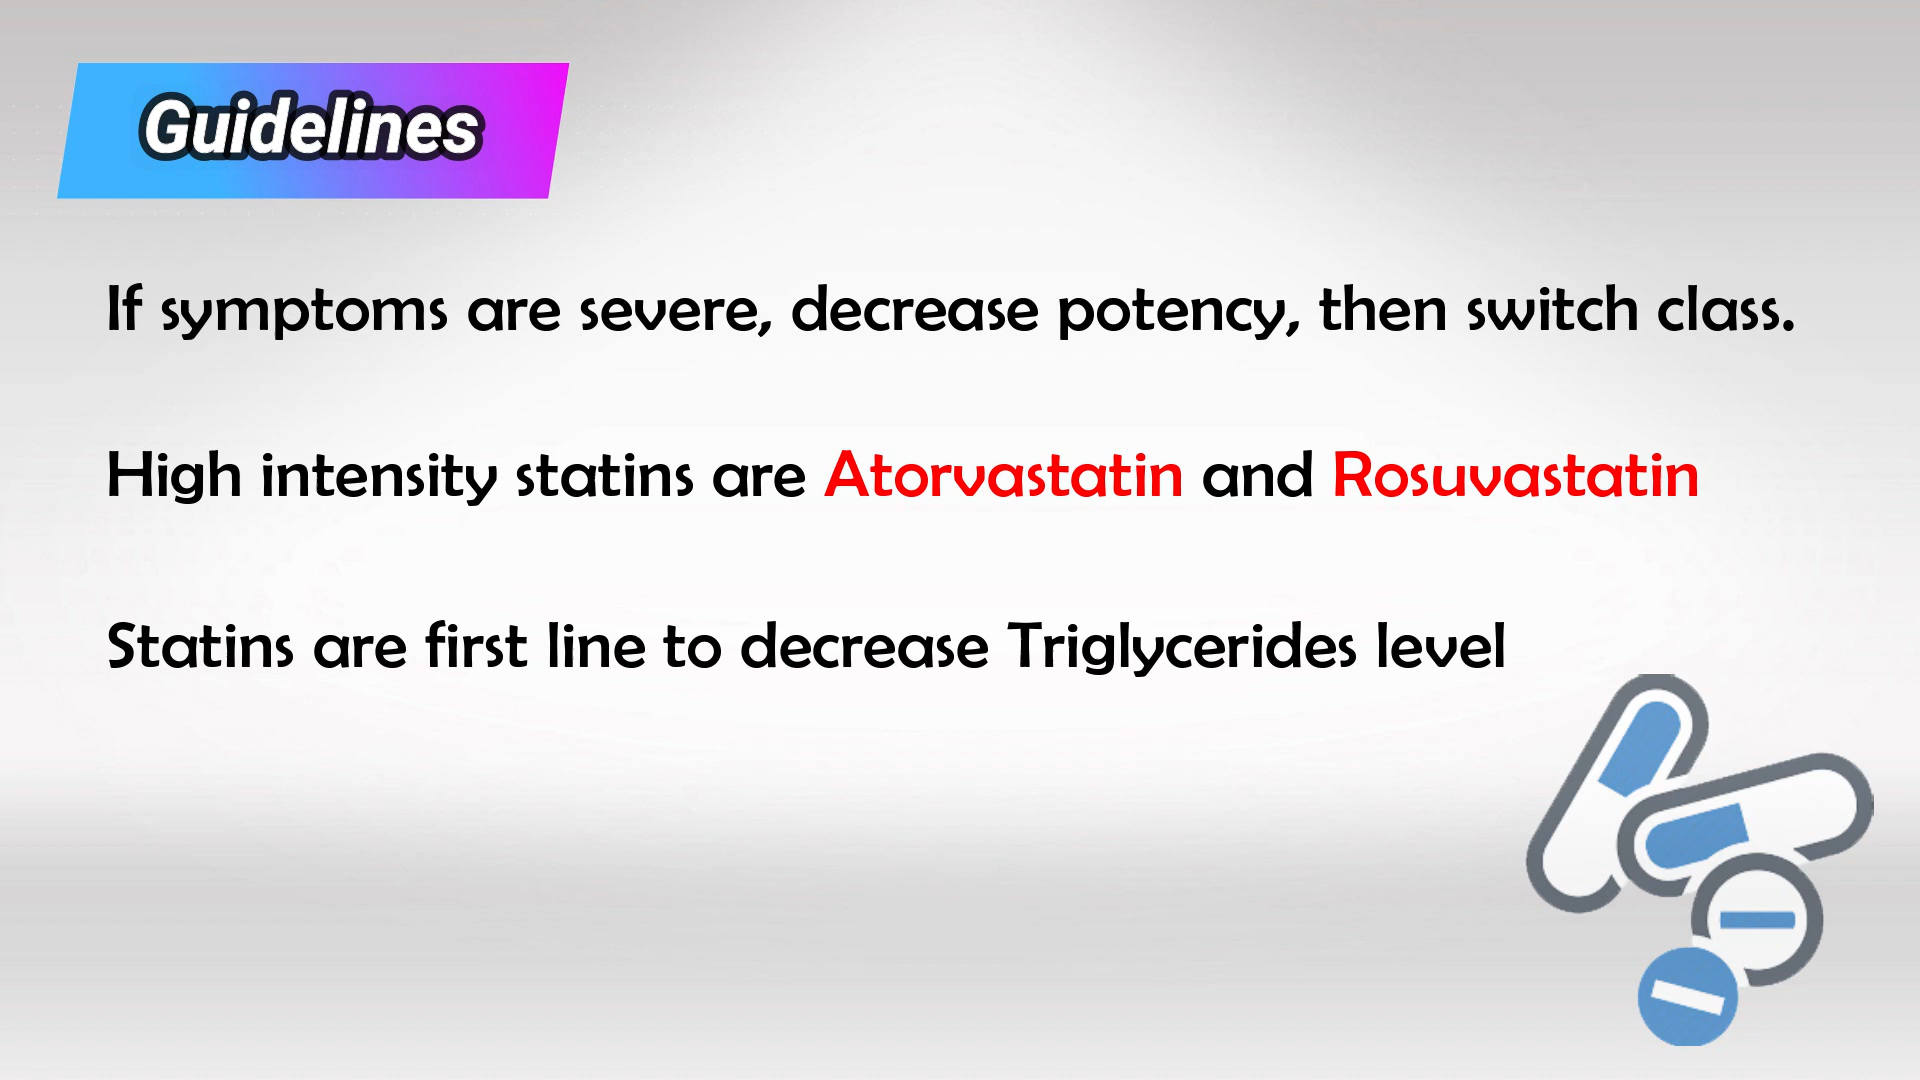 Guidelines
If symptoms are severe, decrease potency, then switch class.
High intensity statins are Atorvastatin and Rosuvastatin
Statins are first line to decrease Triglycerides level